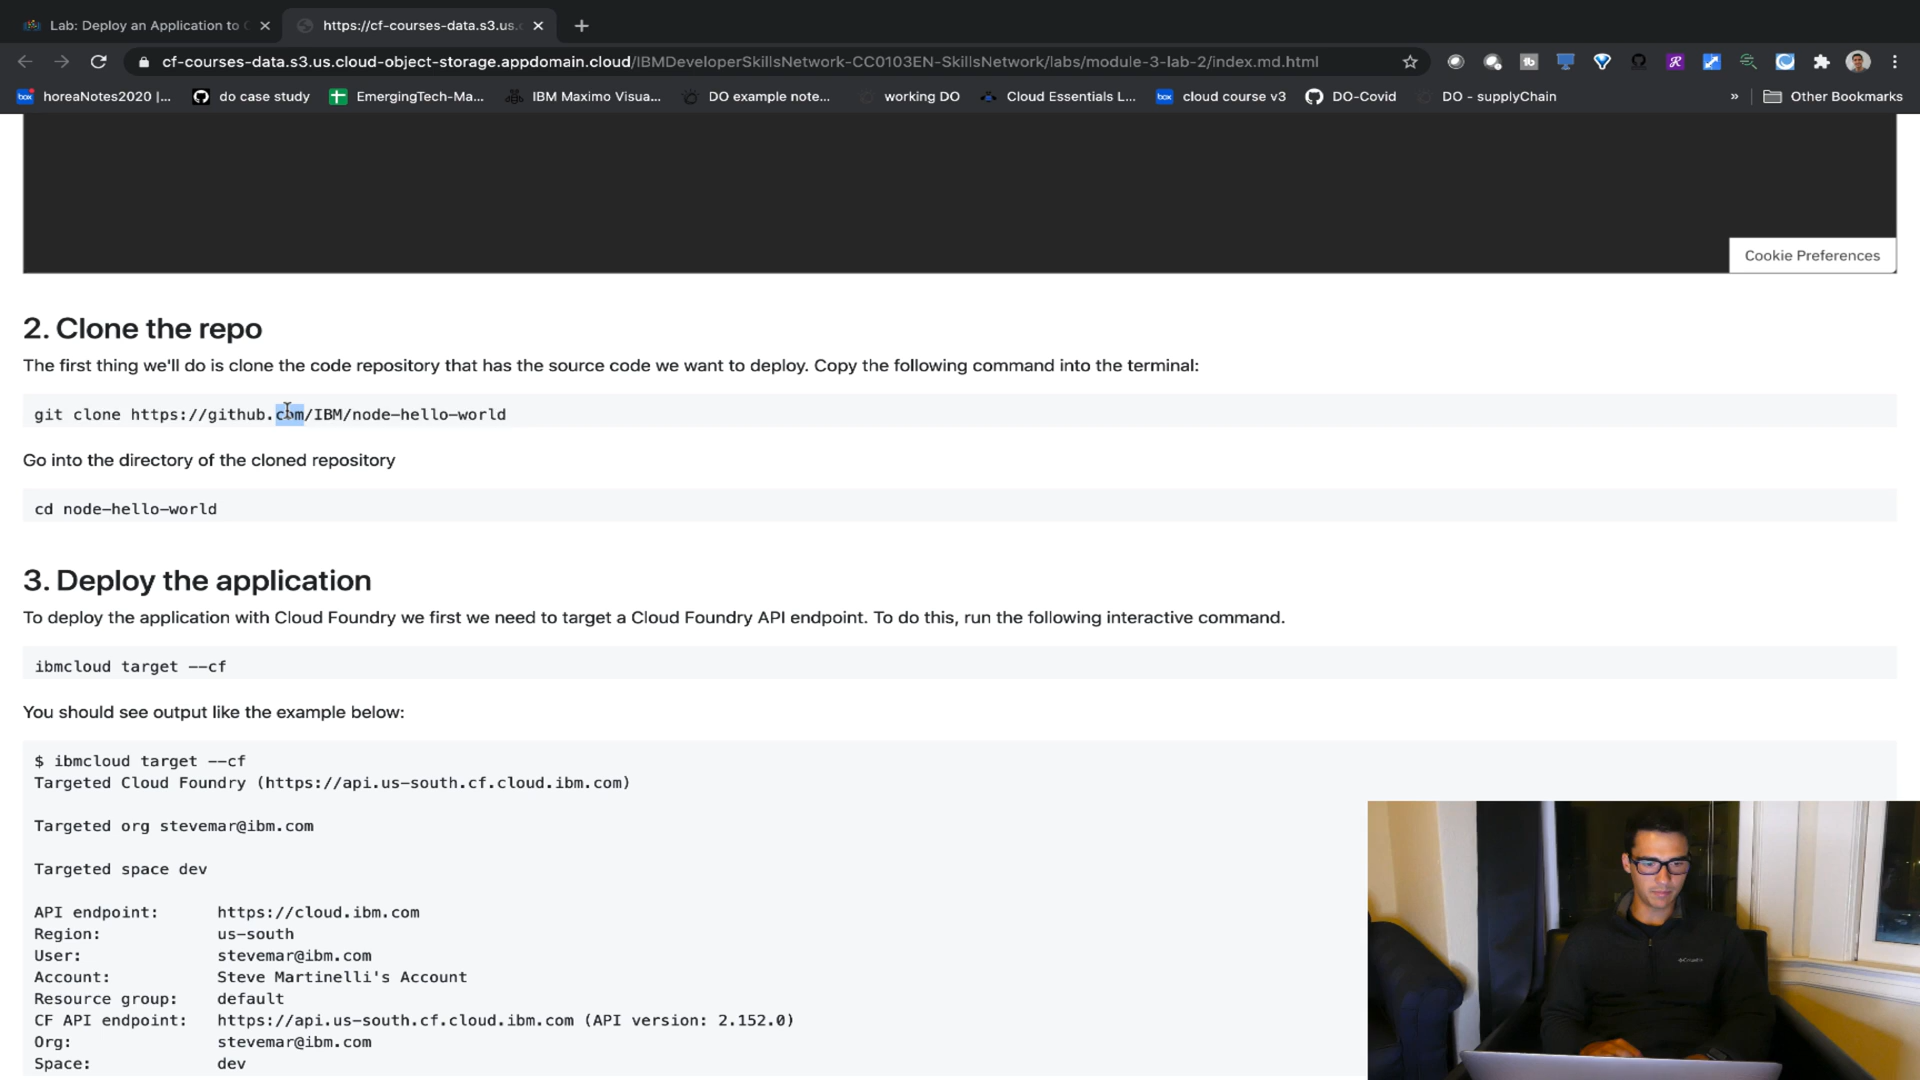 Lab: Deploy an Application to C
https://cf-courses-data.s3.us.c
cf-courses-data.s3.us.cloud-object-storage.appdomain.cloud/IBMDeveloperSkillsNetwork-CC0103EN-SkillsNetwork/labs/module-3-lab-2/index.md.html
box horeaNotes2020 |...
do case study
EmergingTech-Ma...
IBM Maximo Visua...
DO example note...
working DO
Cloud Essentials L...
box cloud course v3
DO-Covid
DO - supplyChain
»
Other Bookmarks
Cookie Preferences
2. Clone the repo
The first thing we'll do is clone the code repository that has the source code we want to deploy. Copy the following command into the terminal:
git clone https://github.com/IBM/node-hello-world
Go into the directory of the cloned repository
cd node-hello-world
3. Deploy the application
To deploy the application with Cloud Foundry we first we need to target a Cloud Foundry API endpoint. To do this, run the following interactive command.
ibmcloud target --cf
You should see output like the example below:
$ ibmcloud target --cf
Targeted Cloud Foundry (https://api.us-south.cf.cloud.ibm.com)
Targeted org stevemar@ibm.com
Targeted space dev
API endpoint: https://cloud.ibm.com
Region: us-south
User: stevemar@ibm.com
Account: Steve Martinelli's Account
Resource group: default
CF API endpoint: https://api.us-south.cf.cloud.ibm.com (API version: 2.152.0)
Org: stevemar@ibm.com
Space: dev